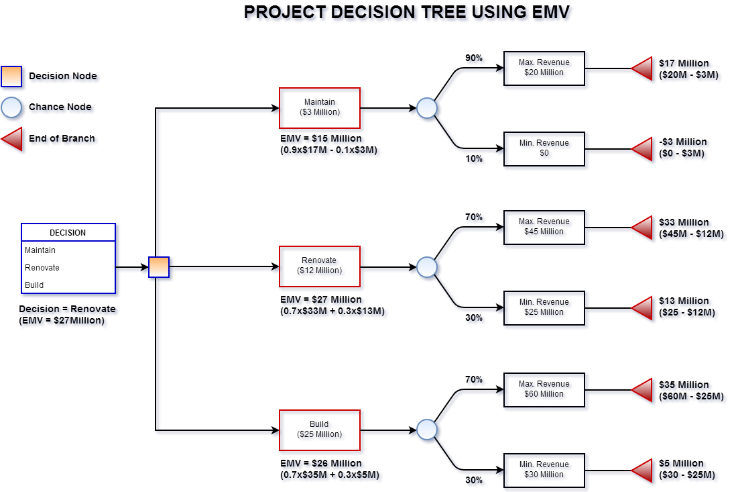 PROJECT DECISION TREE USING EMV
Decision Node
Chance Node
End of Branch
DECISION
Maintain
Renovate
Build
Decision = Renovate
(EMV = $27Million)
Maintain
($3 Million)
EMV = $15 Million
(0.9x$17M - 0.1x$3M)
90%
Max. Revenue
$20 Million
$17 Million
($20M - $3M)
10%
Min. Revenue
$0
-$3 Million
($0 - $3M)
Renovate
($12 Million)
EMV = $27 Million
(0.7x$33M + 0.3x$13M)
70%
Max. Revenue
$45 Million
$33 Million
($45M - $12M)
30%
Min. Revenue
$25 Million
$13 Million
($25 - $12M)
Build
($25 Million)
EMV = $26 Million
(0.7x$35M + 0.3x$5M)
70%
Max. Revenue
$60 Million
$35 Million
($60M - $25M)
30%
Min. Revenue
$30 Million
$5 Million
($30 - $25M)